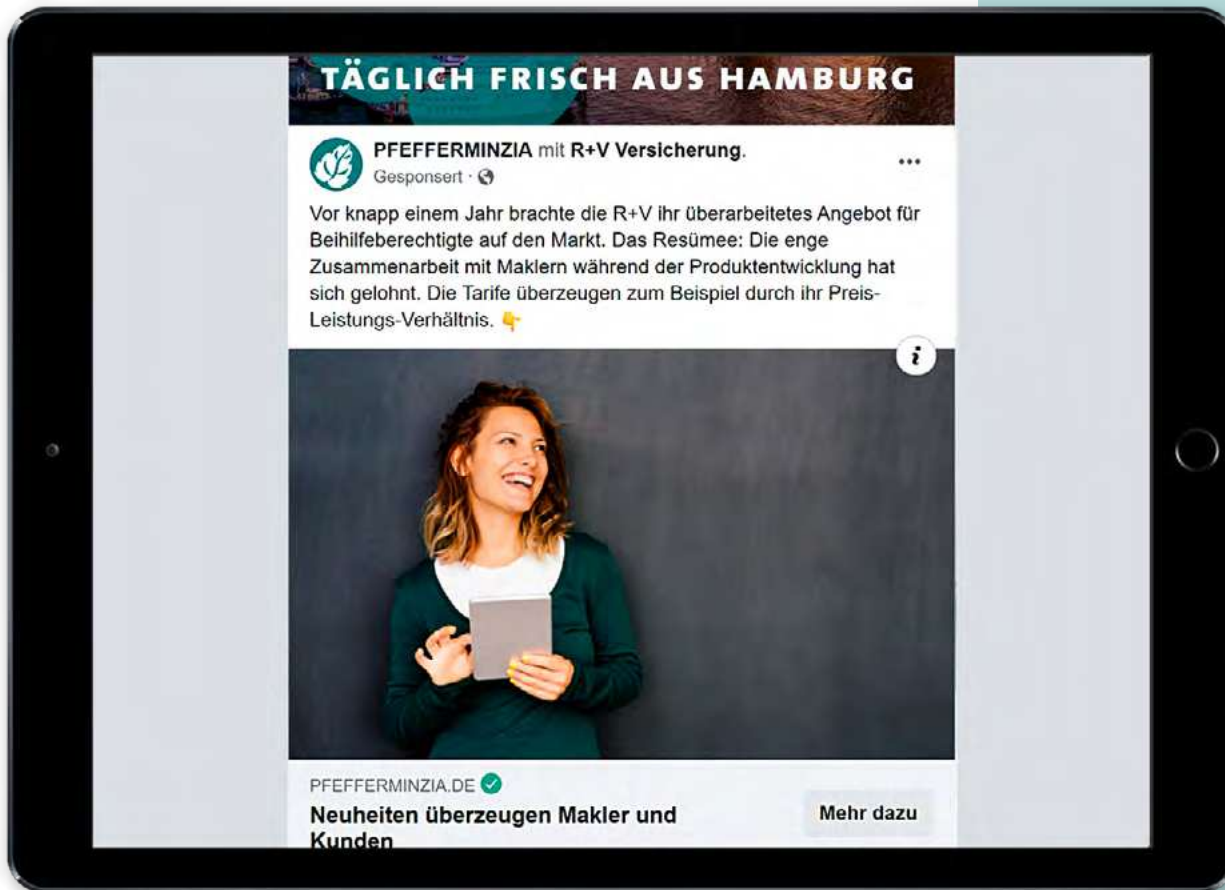 TÄGLICH FRISCH AUS HAMBURG
PFEFFERMINZIA mit R+V Versicherung.
Gesponsert ·
Vor knapp einem Jahr brachte die R+V ihr überarbeitetes Angebot für
Beihilfeberechtigte auf den Markt. Das Resümee: Die enge
Zusammenarbeit mit Maklern während der Produktentwicklung hat
sich gelohnt. Die Tarife überzeugen zum Beispiel durch ihr Preis-
Leistungs-Verhältnis. 👇
i
PFEFFERMINZIA.DE
Neuheiten überzeugen Makler und
Kunden
Mehr dazu